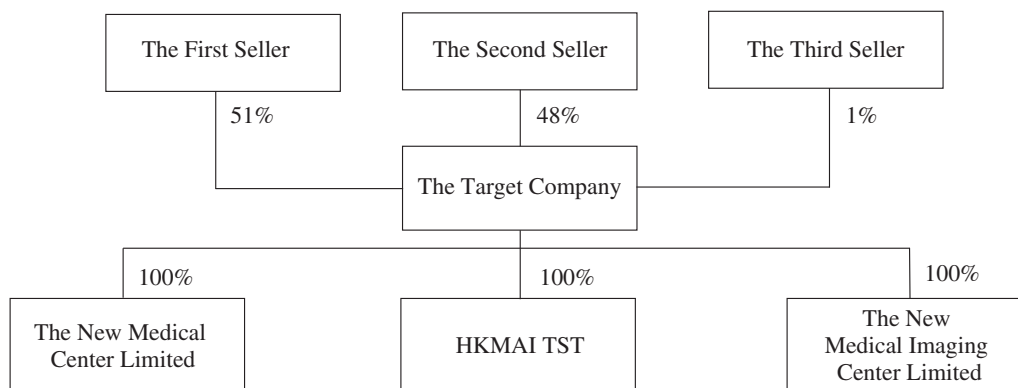 The First Seller
The Second Seller
The Third Seller
51%
48%
1%
The Target Company
100%
100%
100%
The New Medical
Center Limited
HKMAI TST
The New
Medical Imaging
Center Limited